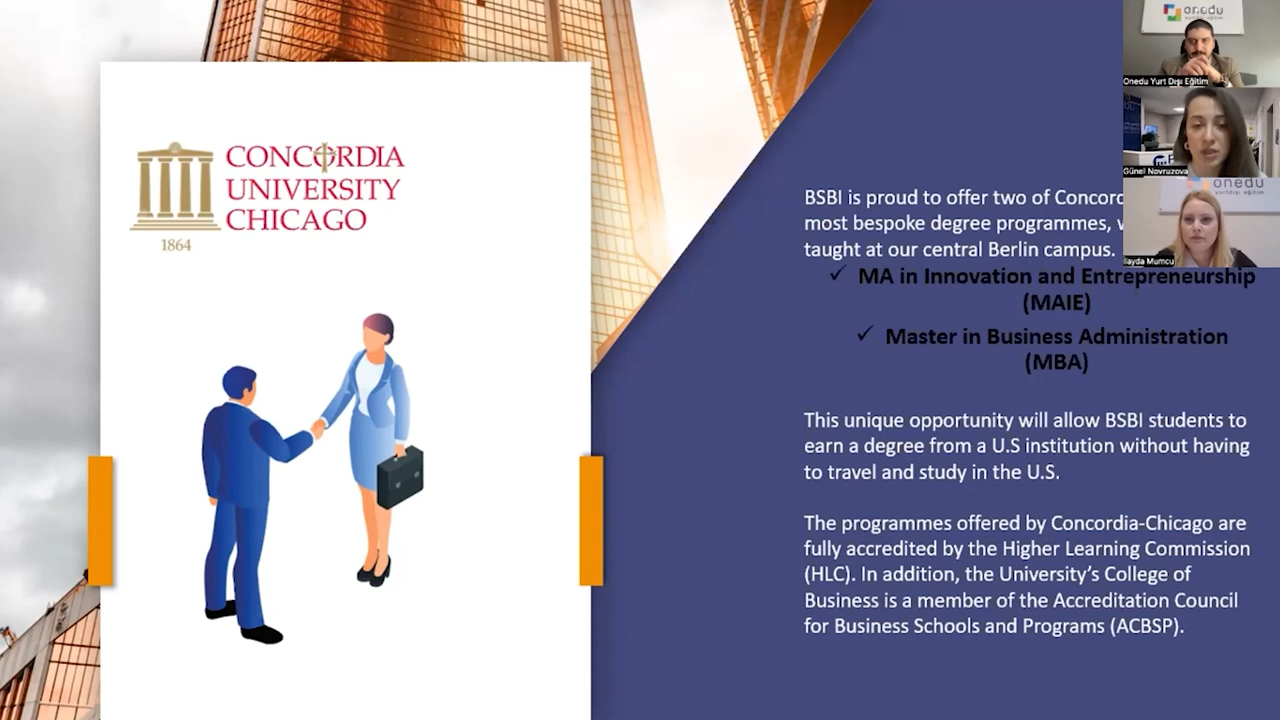 CONCORDIA
UNIVERSITY
CHICAGO
1864
BSBI is proud to offer two of
most bespoke degree programmes,
taught at our central Berlin campus.
✓ MA in Innovation and Entrepreneurship
(MAIE)
✓ Master in Business Administration
(MBA)
This unique opportunity will allow BSBI students to
earn a degree from a U.S institution without having
to travel and study in the U.S.
The programmes offered by Concordia-Chicago are
fully accredited by the Higher Learning Commission
(HLC). In addition, the University's College of
Business is a member of the Accreditation Council
for Business Schools and Programs (ACBSP).
onedu
yurtdışı eğitim
Onedu Yurt Dışı Eğitim
Günel Novruzova
onedu
yurtdışı eğitim
Ilayda Mumcu